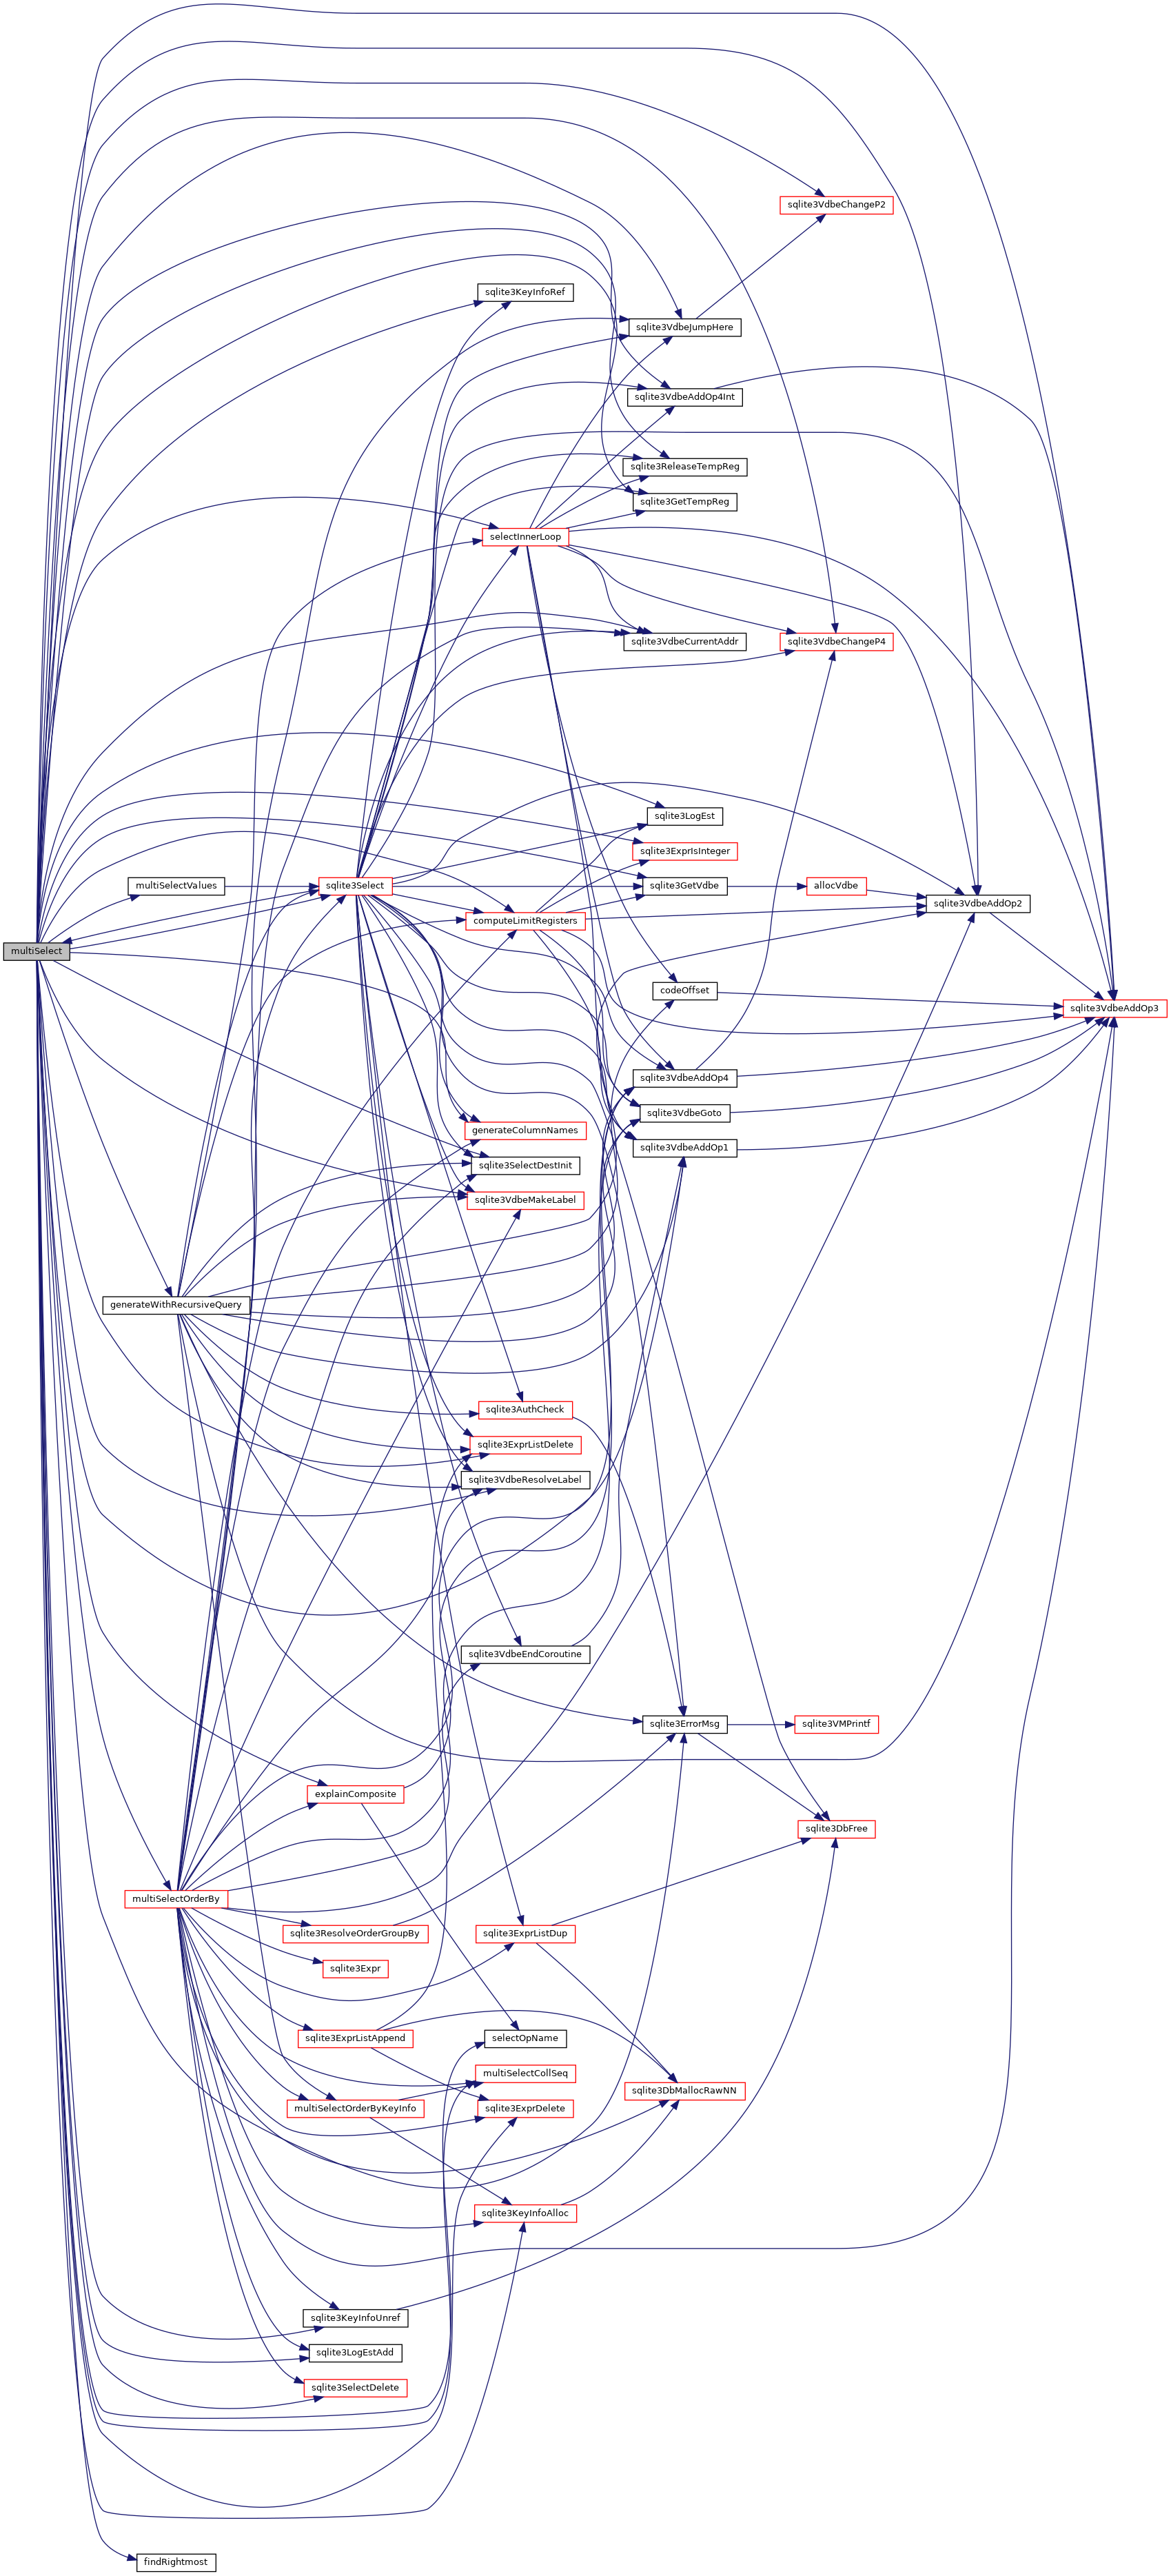 sqlite3VdbeChangeP2
sqlite3KeyInfoRef
sqlite3VdbeJumpHere
sqlite3VdbeAddOp4Int
sqlite3ReleaseTempReg
sqlite3GetTempReg
selectInnerLoop
sqlite3VdbeCurrentAddr
sqlite3VdbeChangeP4
sqlite3LogEst
sqlite3ExprIsInteger
multiSelectValues
sqlite3Select
sqlite3GetVdbe
allocVdbe
sqlite3VdbeAddOp2
computeLimitRegisters
multiSelect
codeOffset
sqlite3VdbeAddOp3
sqlite3VdbeAddOp4
sqlite3VdbeGoto
generateColumnNames
sqlite3VdbeAddOp1
sqlite3SelectDestInit
sqlite3VdbeMakeLabel
generateWithRecursiveQuery
sqlite3AuthCheck
sqlite3ExprListDelete
sqlite3VdbeResolveLabel
sqlite3VdbeEndCoroutine
sqlite3ErrorMsg
sqlite3VMPrintf
explainComposite
sqlite3DbFree
multiSelectOrderBy
sqlite3ResolveOrderGroupBy
sqlite3ExprListDup
sqlite3Expr
sqlite3ExprListAppend
selectOpName
multiSelectCollSeq
sqlite3DbMallocRawNN
multiSelectOrderByKeyInfo
sqlite3ExprDelete
sqlite3KeyInfoAlloc
sqlite3KeyInfoUnref
sqlite3LogEstAdd
sqlite3SelectDelete
findRightmost